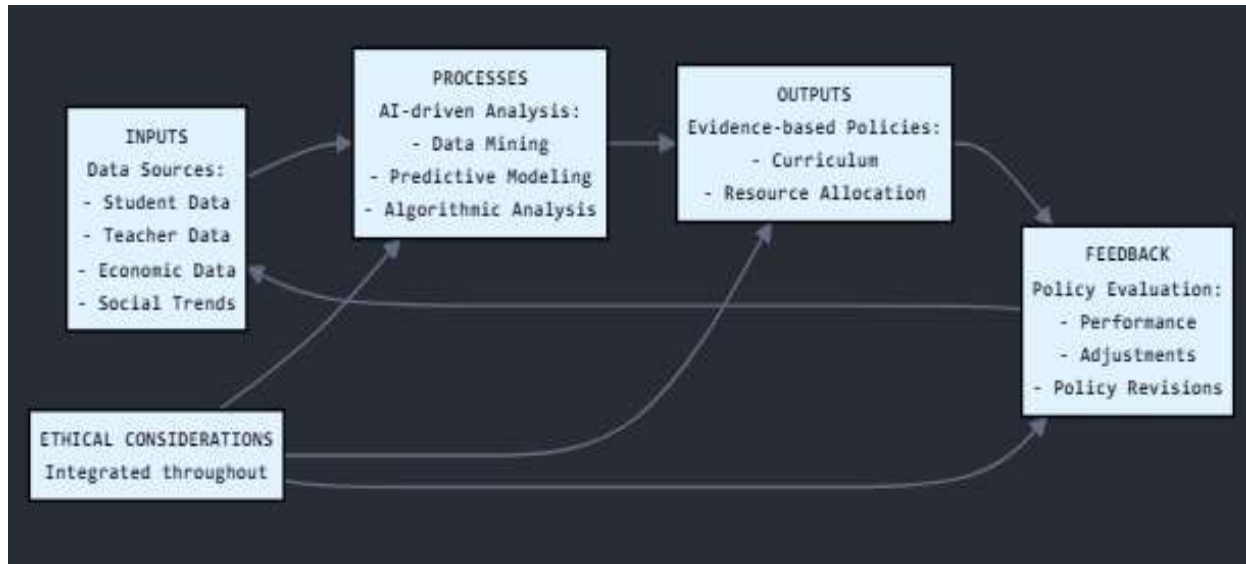 INPUTS
Data Sources:
- Student Data
- Teacher Data
- Economic Data
- Social Trends
PROCESSES
AI-driven Analysis:
- Data Mining
- Predictive Modeling
- Algorithmic Analysis
OUTPUTS
Evidence-based Policies:
- Curriculum
- Resource Allocation
FEEDBACK
Policy Evaluation:
- Performance
- Adjustments
- Policy Revisions
ETHICAL CONSIDERATIONS
Integrated throughout